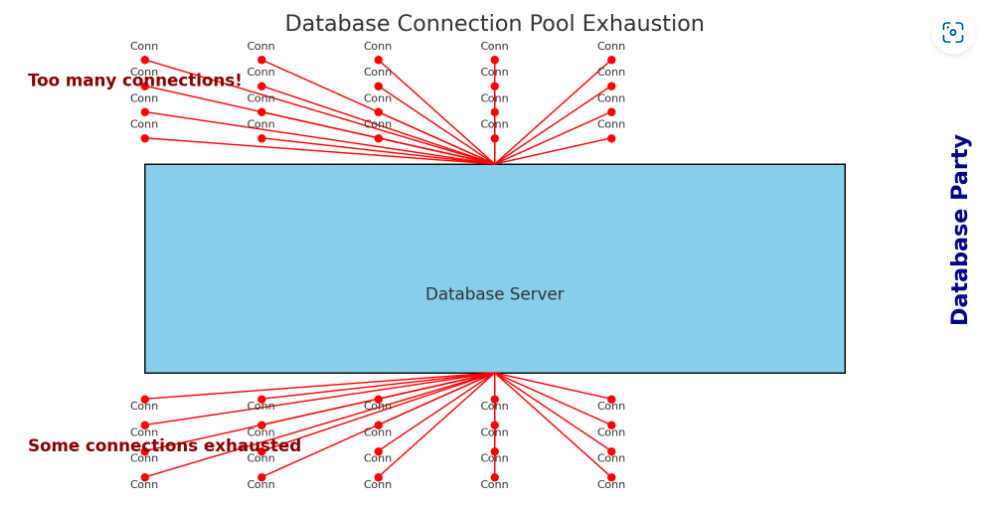 Database Connection Pool Exhaustion
Conn Conn Conn Conn Conn
Too many connections!
Conn Conn Conn Conn Conn
Conn Conn Conn Conn Conn
Conn Conn Conn Conn Conn
Database Party
Database Server
Conn Conn Conn Conn Conn
Conn Conn Conn Conn Conn
Some connections exhausted
Conn Conn Conn Conn Conn
Conn Conn Conn Conn Conn